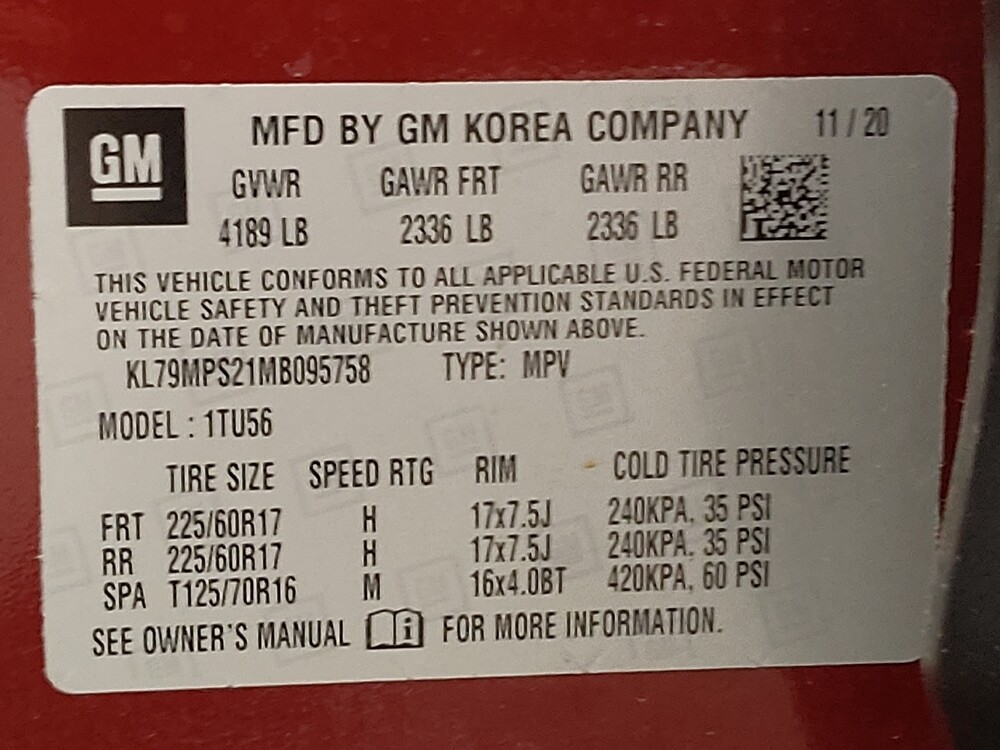 GM
MFD BY GM KOREA COMPANY 11 / 20
GVWR GAWR FRT GAWR RR
4189 LB 2336 LB 2336 LB
THIS VEHICLE CONFORMS TO ALL APPLICABLE U.S. FEDERAL MOTOR
VEHICLE SAFETY AND THEFT PREVENTION STANDARDS IN EFFECT
ON THE DATE OF MANUFACTURE SHOWN ABOVE.
KL79MPS21MB095758 TYPE: MPV
MODEL : 1TU56
TIRE SIZE SPEED RTG RIM COLD TIRE PRESSURE
FRT 225/60R17 H 17x7.5J 240KPA, 35 PSI
RR 225/60R17 H 17x7.5J 240KPA. 35 PSI
SPA T125/70R16 M 16x4.0BT 420KPA, 60 PSI
SEE OWNER'S MANUAL i FOR MORE INFORMATION.